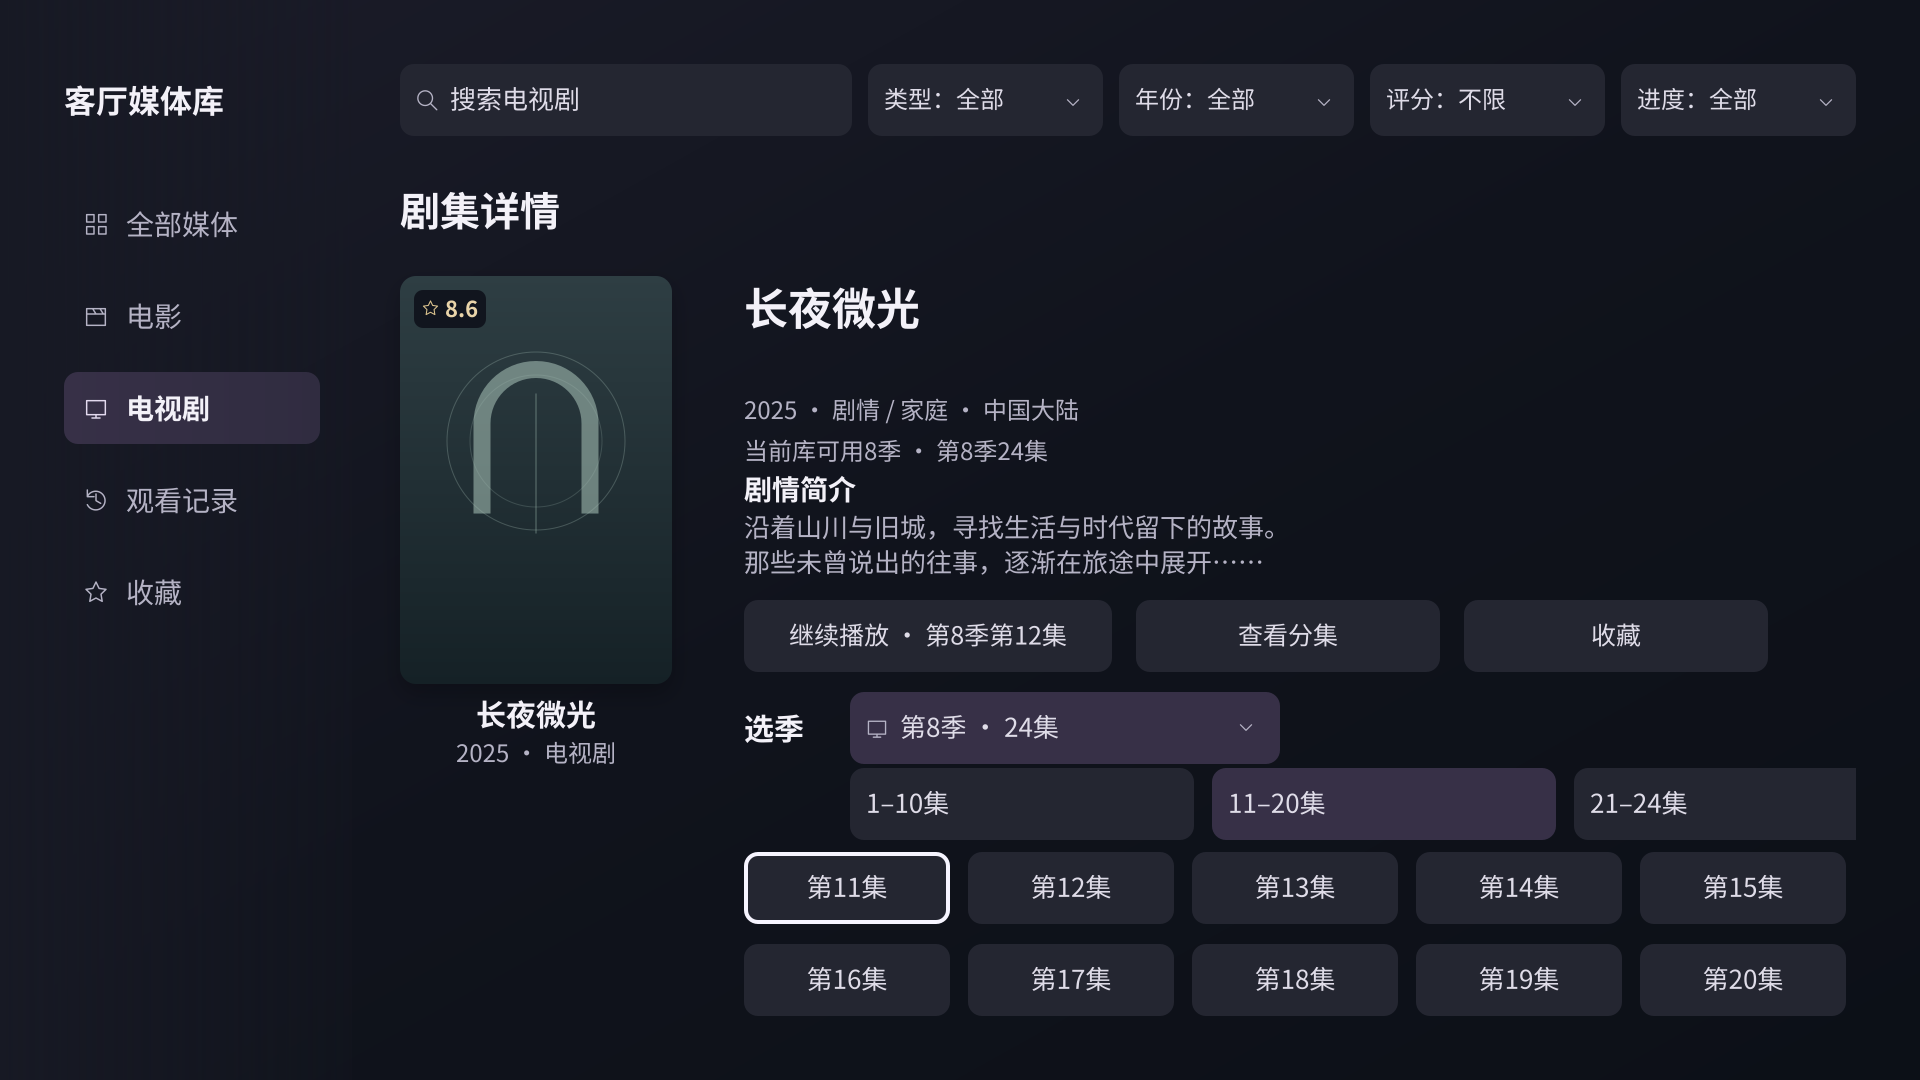 客厅媒体库
搜索电视剧
类型：全部
年份：全部
评分：不限
进度：全部
全部媒体
电影
电视剧
观看记录
收藏
剧集详情
8.6
长夜微光
2025 · 电视剧
长夜微光
2025 · 剧情 / 家庭 · 中国大陆
当前库可用8季 · 第8季24集
剧情简介
沿着山川与旧城，寻找生活与时代留下的故事。
那些未曾说出的往事，逐渐在旅途中展开……
继续播放 · 第8季第12集
查看分集
收藏
选季
第8季 · 24集
1–10集
11–20集
21–24集
第11集
第12集
第13集
第14集
第15集
第16集
第17集
第18集
第19集
第20集